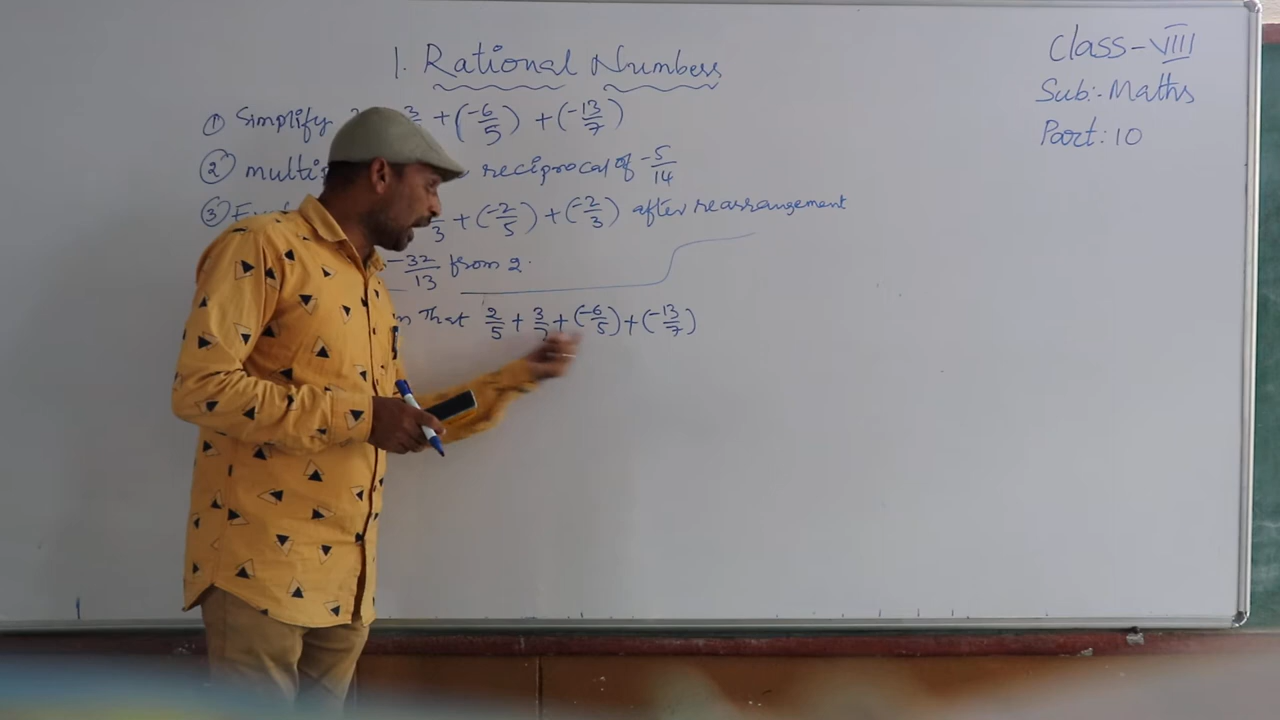 1. Rational Numbers
Class-VIII
Sub:- Maths
Part: 10
① Simplify 3 + (-6/5) + (-13/7)
② reciprocal of -5/14
③ /3 + (-2/5) + (-2/3) after rearrangement
-32/13 from 2.
That 2/5 + 3/7 + (-6/5) + (-13/7)